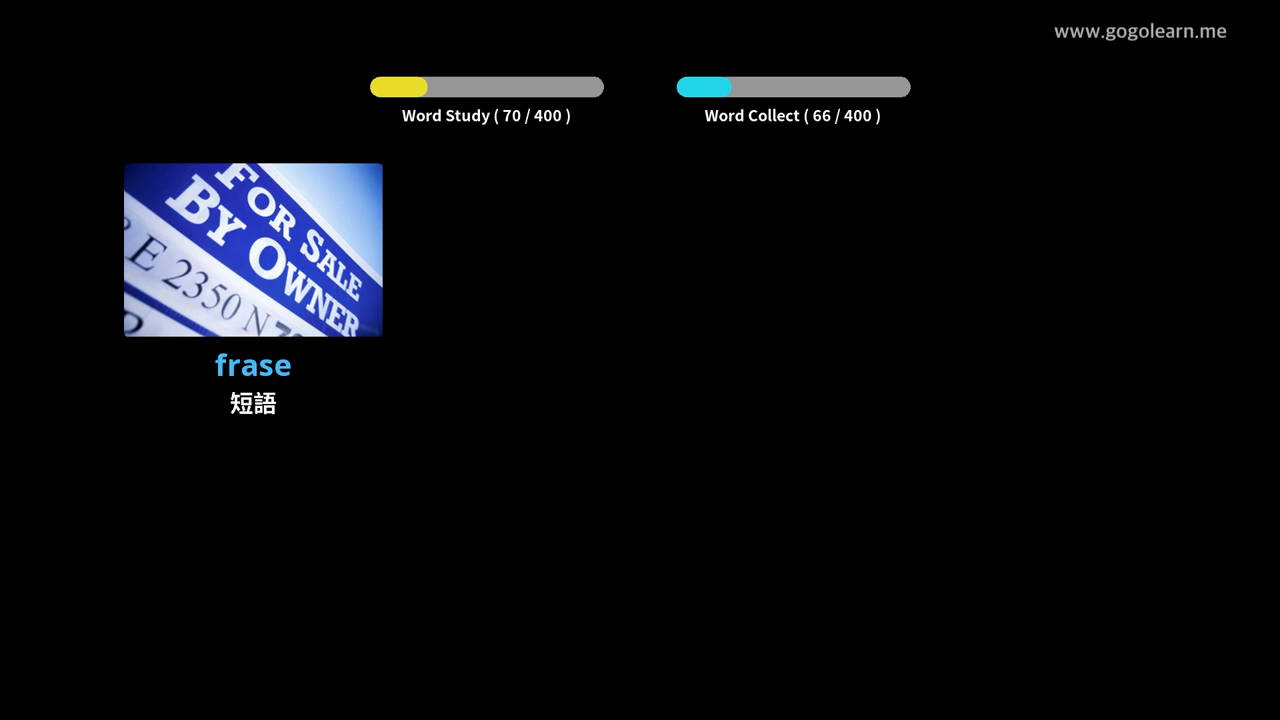 www.gogolearn.me
Word Study ( 70 / 400 )
Word Collect ( 66 / 400 )
FOR SALE
BY OWNER
E 2350 N
frase
短語